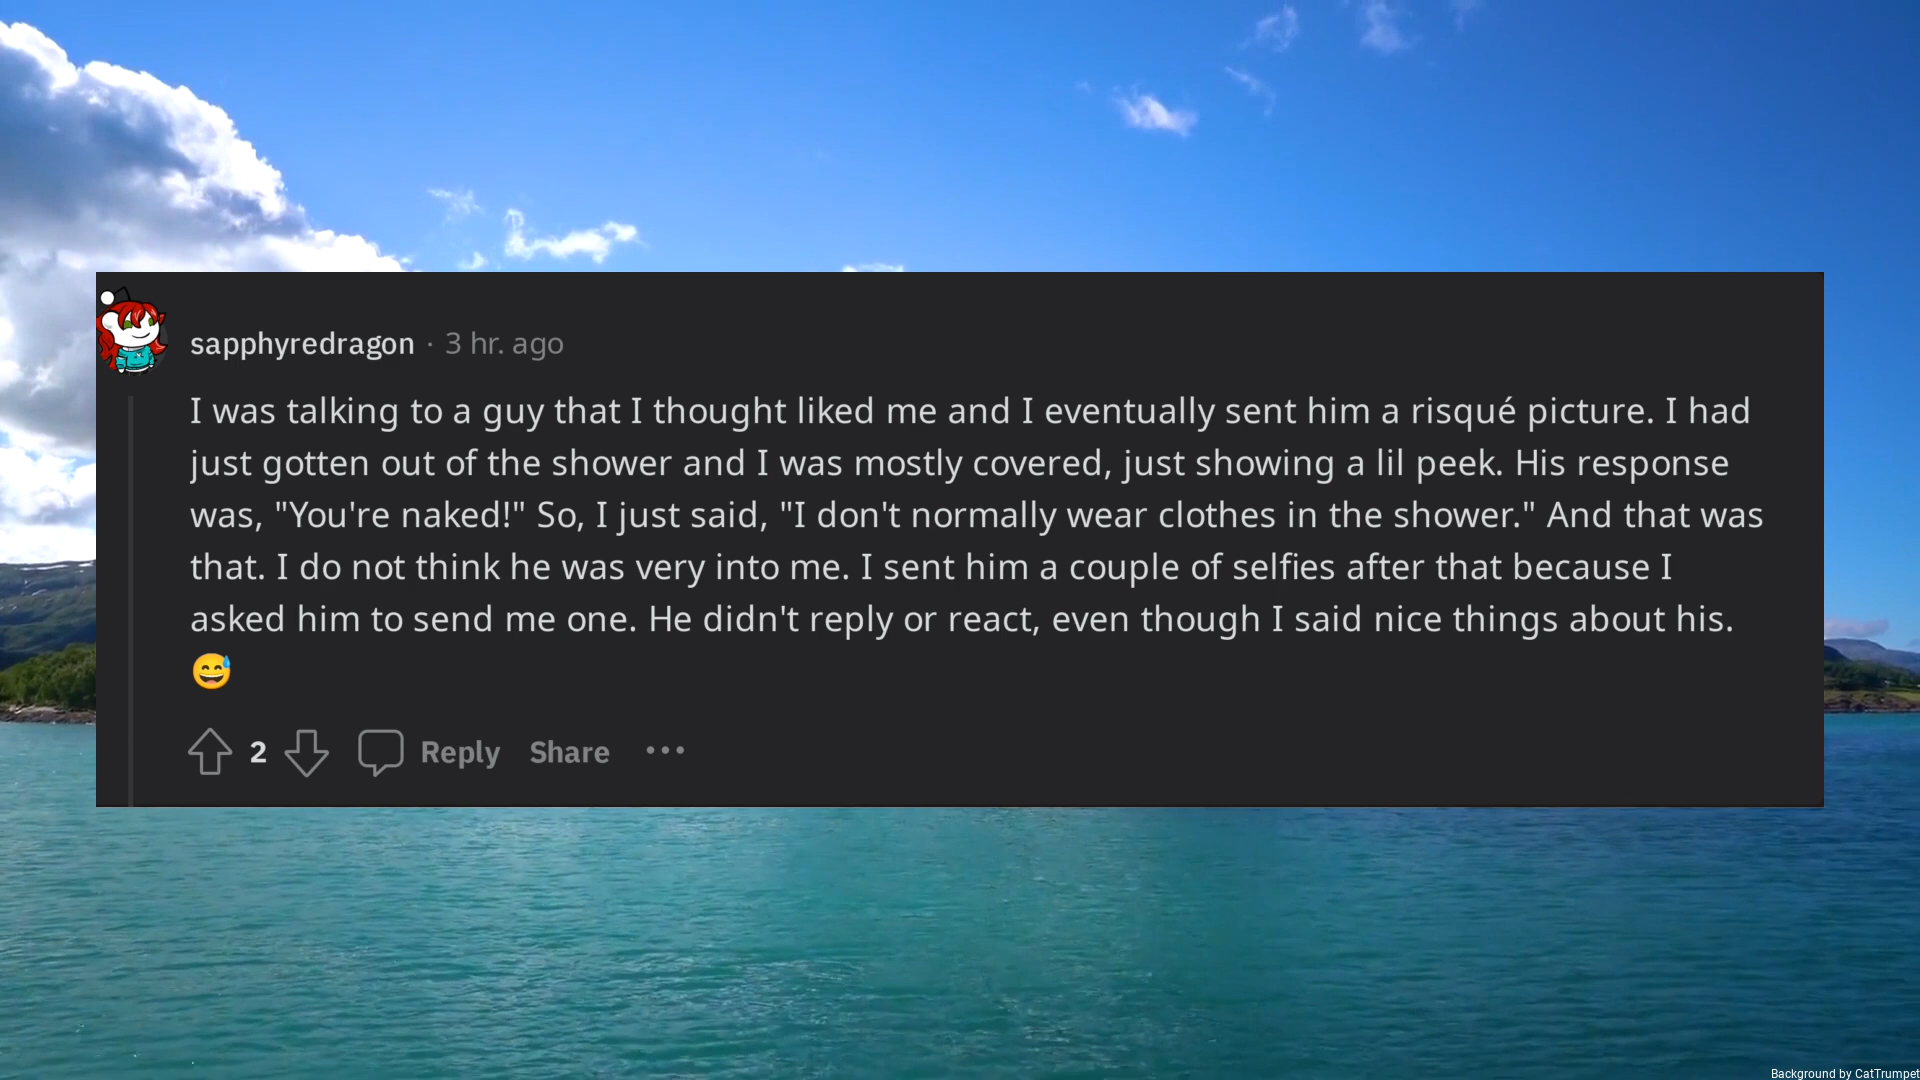 sapphyredragon · 3 hr. ago
I was talking to a guy that I thought liked me and I eventually sent him a risqué picture. I had
just gotten out of the shower and I was mostly covered, just showing a lil peek. His response
was, "You're naked!" So, I just said, "I don't normally wear clothes in the shower." And that was
that. I do not think he was very into me. I sent him a couple of selfies after that because I
asked him to send me one. He didn't reply or react, even though I said nice things about his.
😅
2 Reply Share ···
Background by CatTrumpet